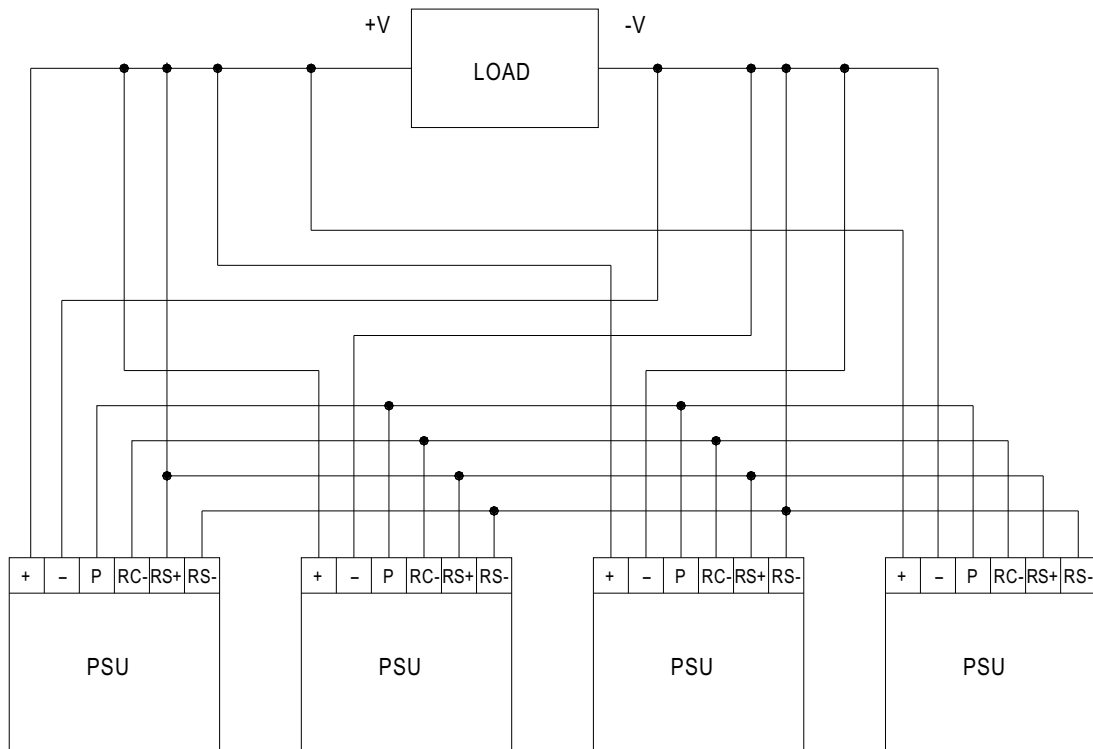 +V
-V
LOAD
+ – P RC- RS+ RS-
+ – P RC- RS+ RS-
+ – P RC- RS+ RS-
+ – P RC- RS+ RS-
PSU
PSU
PSU
PSU